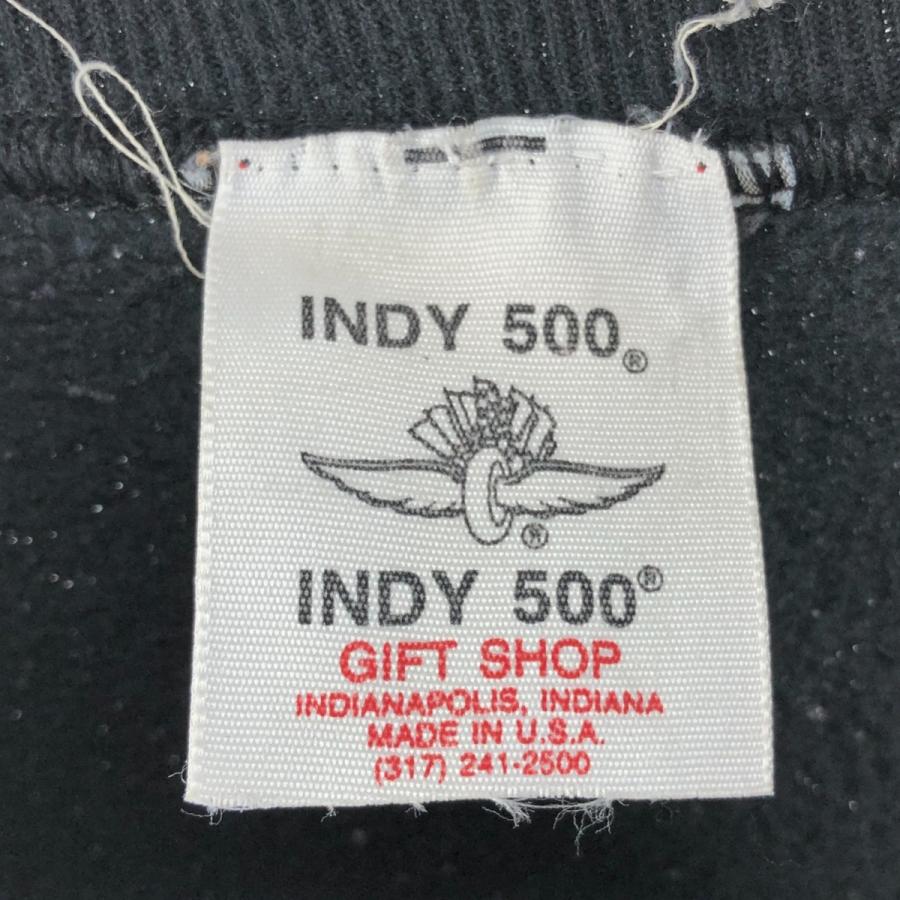 INDY 500®
®
INDY 500®
GIFT SHOP
INDIANAPOLIS, INDIANA
MADE IN U.S.A.
(317) 241-2500